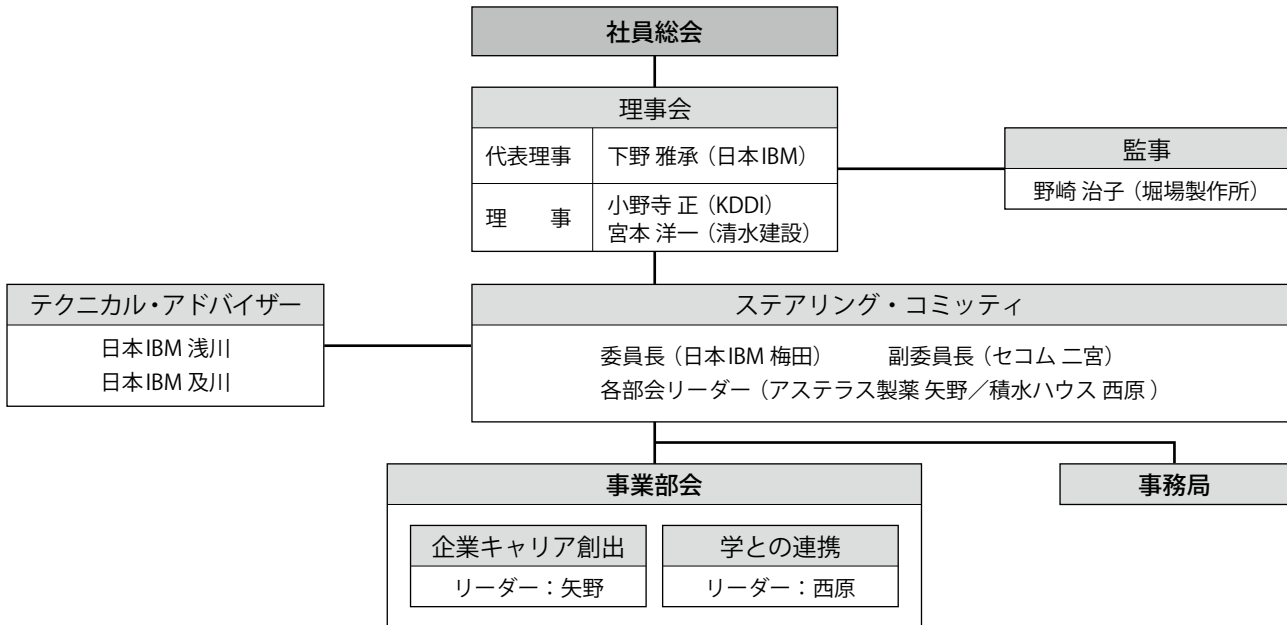 社員総会
理事会
代表理事 下野 雅承（日本IBM）
理　事 小野寺 正（KDDI）
宮本 洋一（清水建設）
監事
野崎 治子（堀場製作所）
テクニカル・アドバイザー
日本IBM 浅川
日本IBM 及川
ステアリング・コミッティ
委員長（日本IBM 梅田）　副委員長（セコム 二宮）
各部会リーダー（アステラス製薬 矢野／積水ハウス 西原 ）
事業部会
企業キャリア創出
リーダー：矢野
学との連携
リーダー：西原
事務局